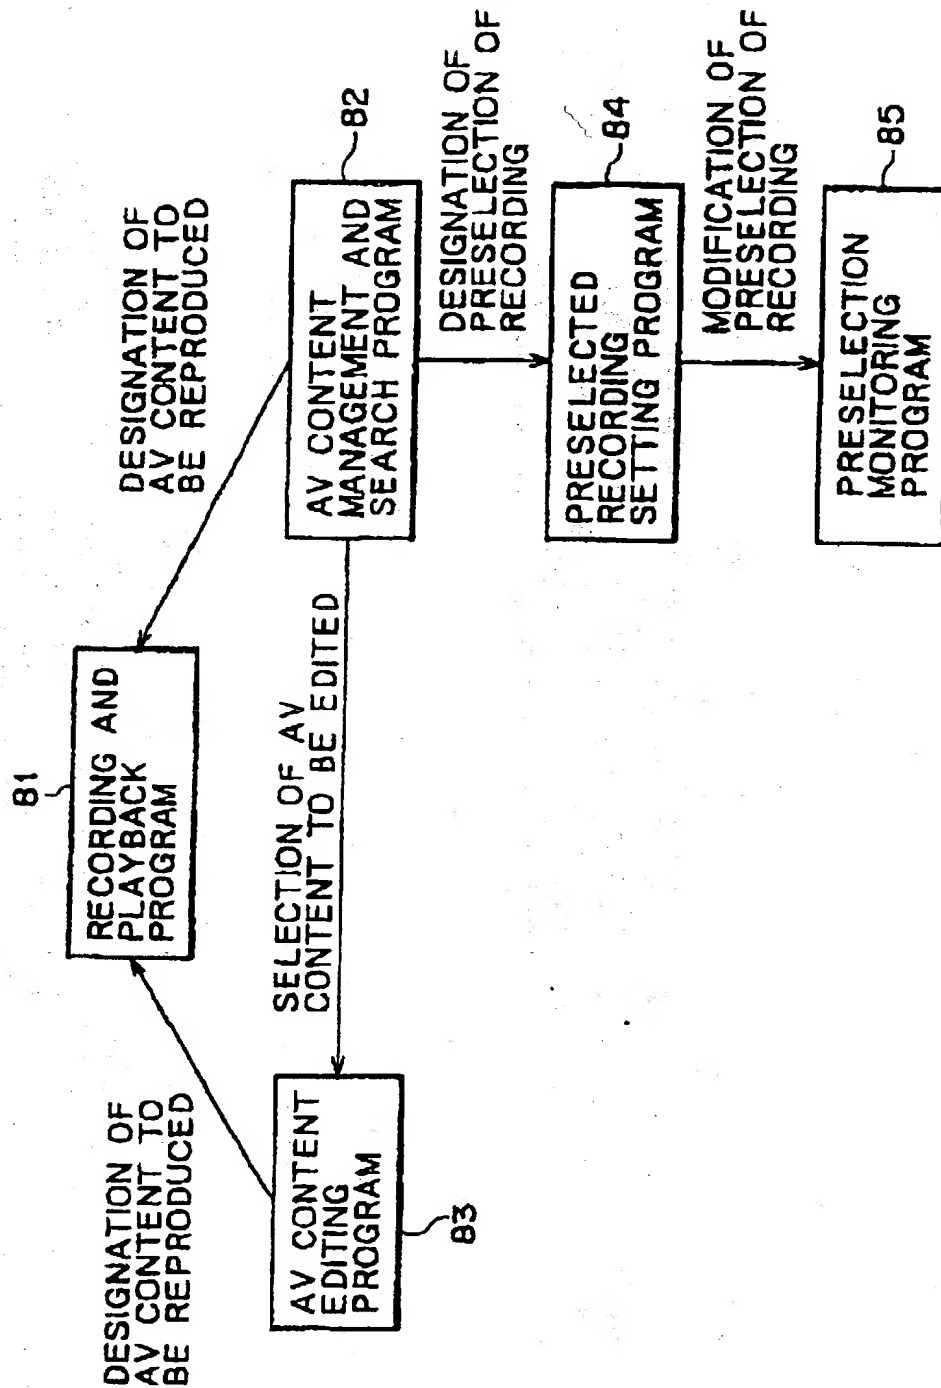 81
RECORDING AND
PLAYBACK
PROGRAM
DESIGNATION OF
AV CONTENT TO
BE REPRODUCED
DESIGNATION OF
AV CONTENT TO
BE REPRODUCED
83
AV CONTENT
EDITING
PROGRAM
SELECTION OF AV
CONTENT TO BE EDITED
82
AV CONTENT
MANAGEMENT AND
SEARCH PROGRAM
DESIGNATION OF
PRESELECTION OF
RECORDING
84
PRESELECTED
RECORDING
SETTING PROGRAM
MODIFICATION OF
PRESELECTION OF
RECORDING
85
PRESELECTION
MONITORING
PROGRAM